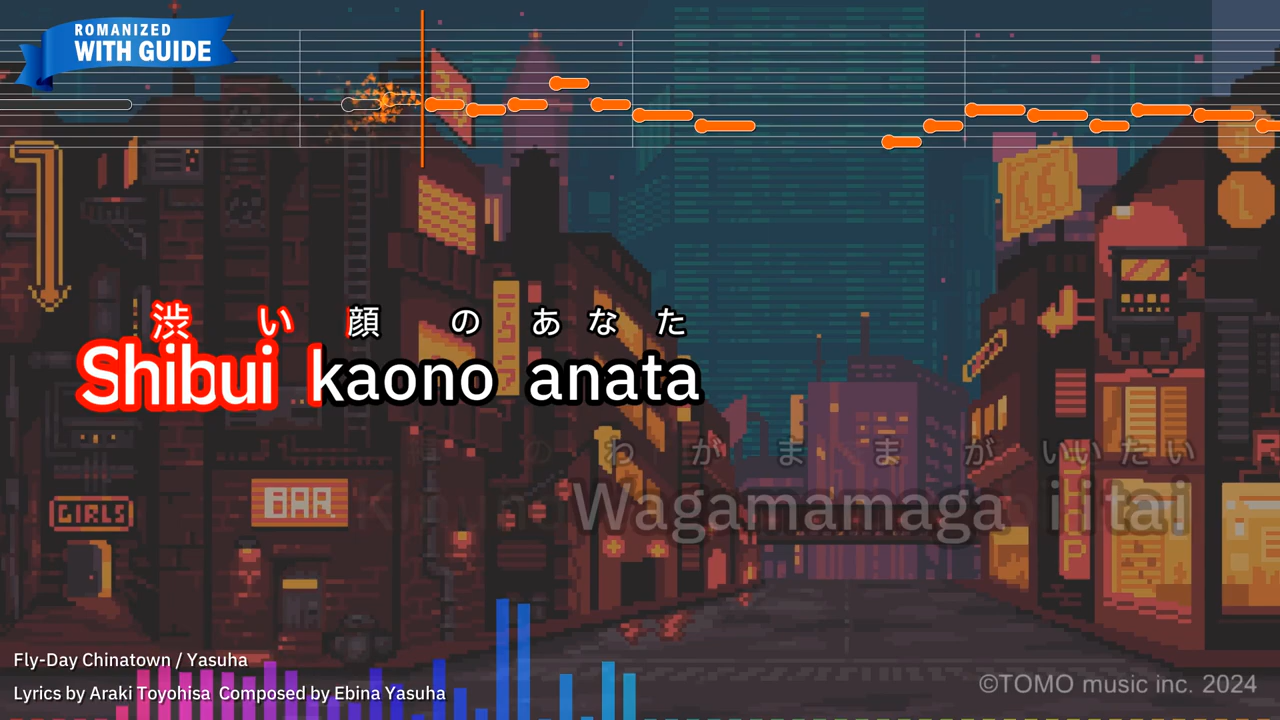 ROMANIZED
WITH GUIDE
渋い顔のあなた
Shibui kaono anata
わがままがいいたい
Wagamamaga iitai
GIRLS
BAR
SHOP
Fly-Day Chinatown / Yasuha
Lyrics by Araki Toyohisa Composed by Ebina Yasuha
©TOMO music inc. 2024